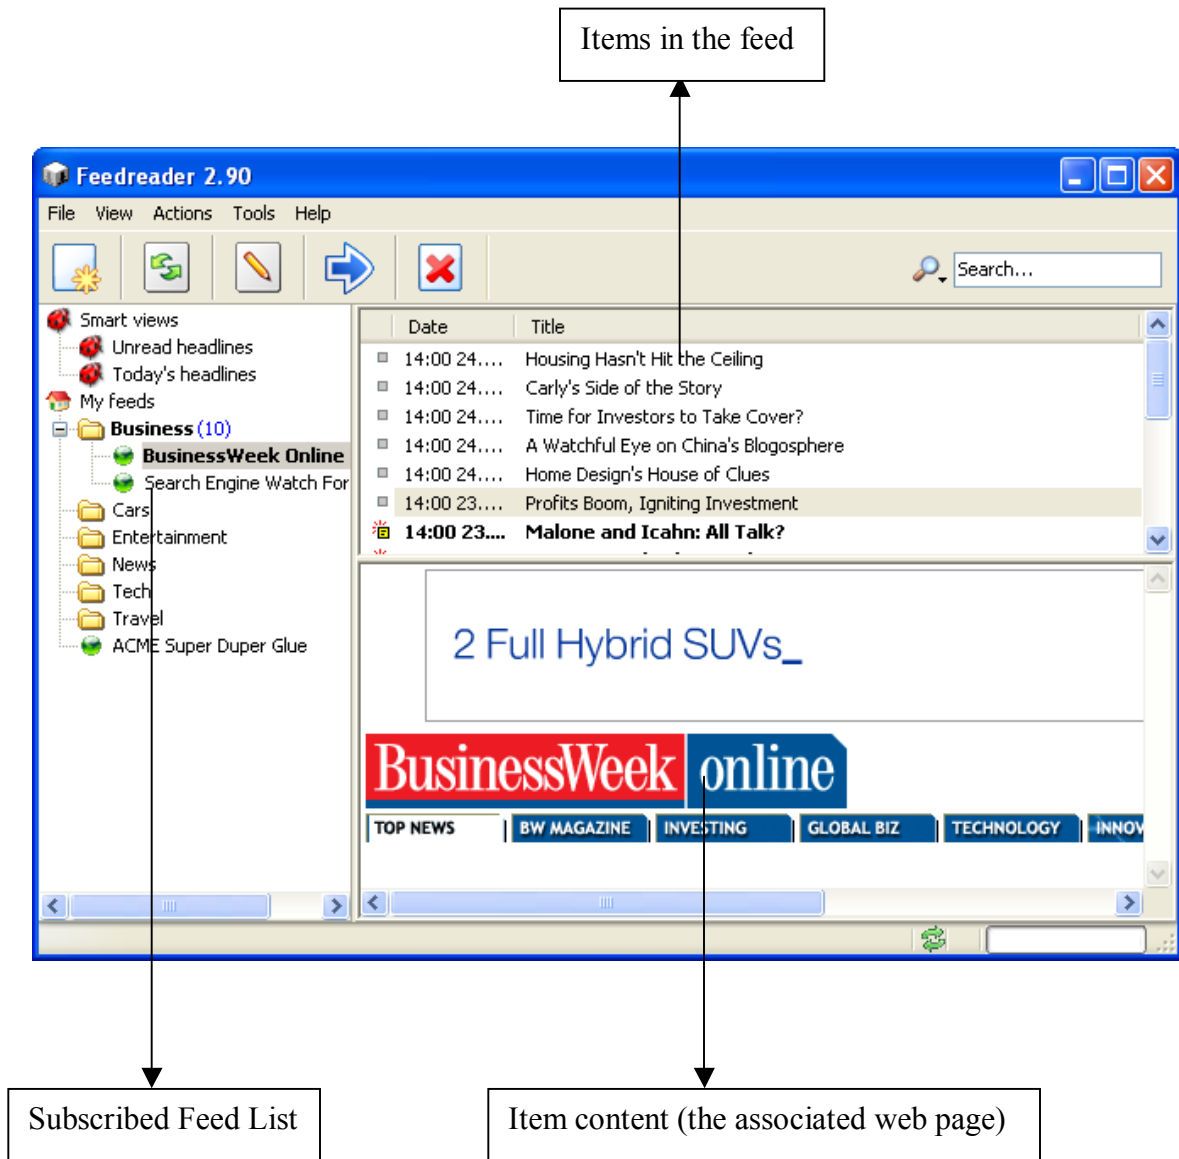 Items in the feed
Feedreader 2.90
File View Actions Tools Help
Search...
Smart views
Unread headlines
Today's headlines
My feeds
Business (10)
BusinessWeek Online
Search Engine Watch For
Cars
Entertainment
News
Tech
Travel
ACME Super Duper Glue
Date Title
14:00 24.... Housing Hasn't Hit the Ceiling
14:00 24.... Carly's Side of the Story
14:00 24.... Time for Investors to Take Cover?
14:00 24.... A Watchful Eye on China's Blogosphere
14:00 24.... Home Design's House of Clues
14:00 23.... Profits Boom, Igniting Investment
14:00 23.... Malone and Icahn: All Talk?
2 Full Hybrid SUVs_
BusinessWeek online
TOP NEWS BW MAGAZINE INVESTING GLOBAL BIZ TECHNOLOGY INNOV
Subscribed Feed List
Item content (the associated web page)